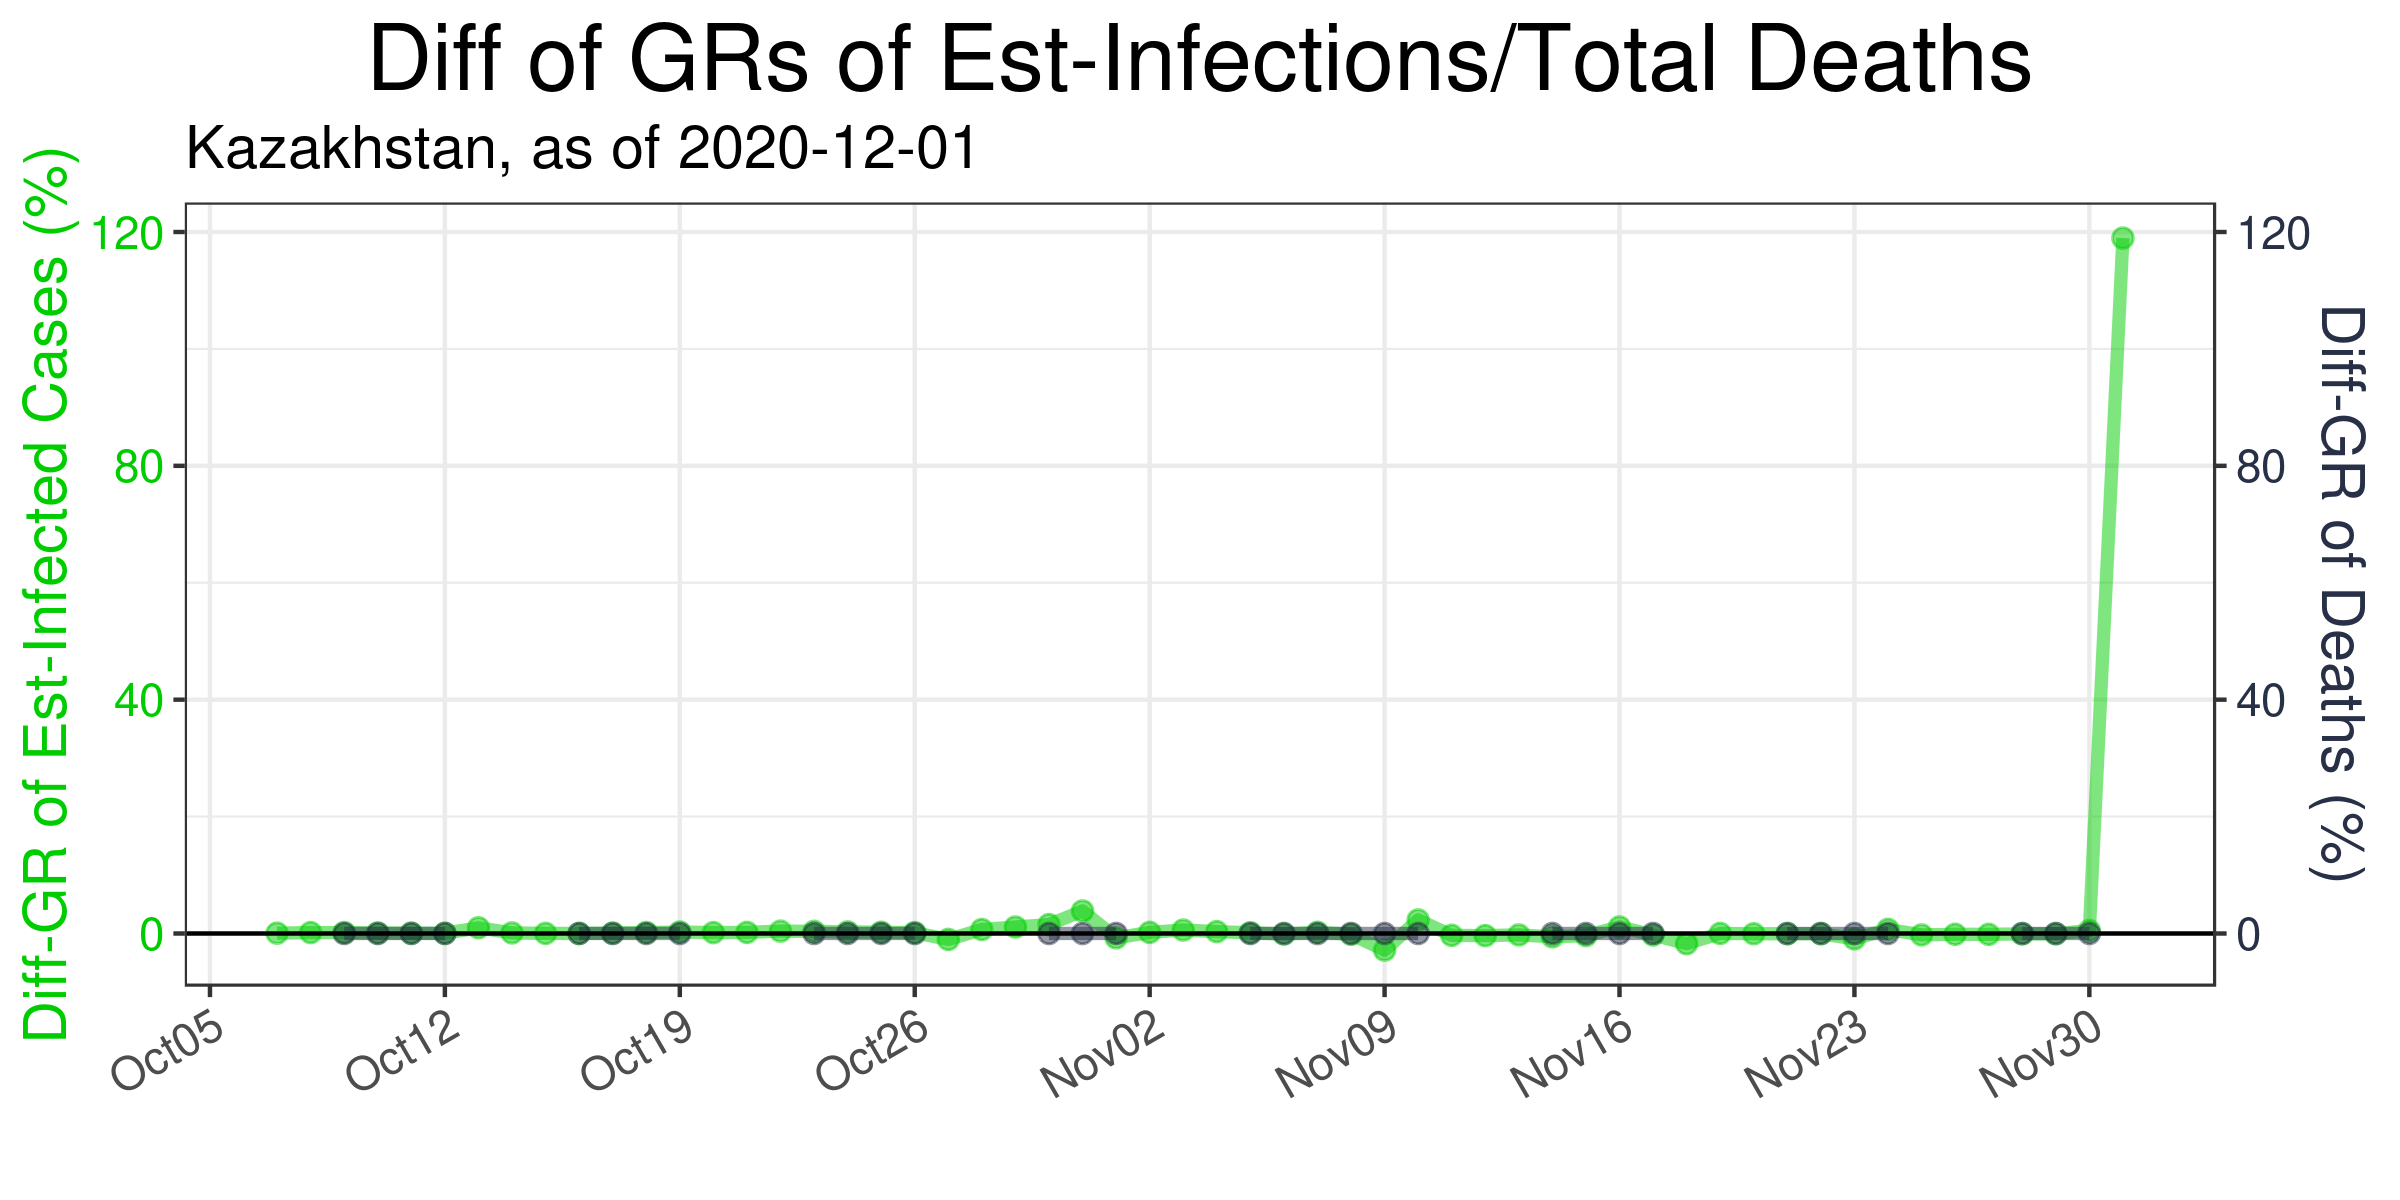 Diff of GRs of Est-Infections/Total Deaths
Kazakhstan, as of 2020-12-01
Diff-GR of Est-Infected Cases (%)
120
80
40
0
120
80
40
0
Diff-GR of Deaths (%)
Oct05
Oct12
Oct19
Oct26
Nov02
Nov09
Nov16
Nov23
Nov30